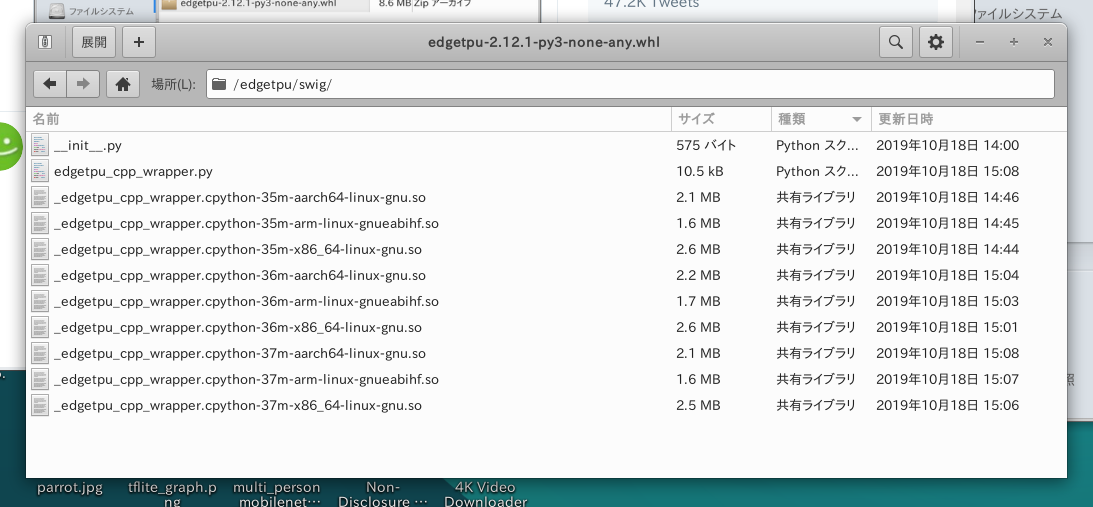 ファイルシステム
edgetpu-2.12.1-py3-none-any.whl
8.6 MB Zip アーカイブ
47.2K Tweets
ァイルシステム
展開
+
edgetpu-2.12.1-py3-none-any.whl
場所(L):
/edgetpu/swig/
名前 サイズ 種類 更新日時
__init__.py 575 バイト Python スク... 2019年10月18日 14:00
edgetpu_cpp_wrapper.py 10.5 kB Python スク... 2019年10月18日 15:08
_edgetpu_cpp_wrapper.cpython-35m-aarch64-linux-gnu.so 2.1 MB 共有ライブラリ 2019年10月18日 14:46
_edgetpu_cpp_wrapper.cpython-35m-arm-linux-gnueabihf.so 1.6 MB 共有ライブラリ 2019年10月18日 14:45
_edgetpu_cpp_wrapper.cpython-35m-x86_64-linux-gnu.so 2.6 MB 共有ライブラリ 2019年10月18日 14:44
_edgetpu_cpp_wrapper.cpython-36m-aarch64-linux-gnu.so 2.2 MB 共有ライブラリ 2019年10月18日 15:04
_edgetpu_cpp_wrapper.cpython-36m-arm-linux-gnueabihf.so 1.7 MB 共有ライブラリ 2019年10月18日 15:03
_edgetpu_cpp_wrapper.cpython-36m-x86_64-linux-gnu.so 2.6 MB 共有ライブラリ 2019年10月18日 15:01
_edgetpu_cpp_wrapper.cpython-37m-aarch64-linux-gnu.so 2.1 MB 共有ライブラリ 2019年10月18日 15:08
_edgetpu_cpp_wrapper.cpython-37m-arm-linux-gnueabihf.so 1.6 MB 共有ライブラリ 2019年10月18日 15:07
_edgetpu_cpp_wrapper.cpython-37m-x86_64-linux-gnu.so 2.5 MB 共有ライブラリ 2019年10月18日 15:06
照
parrot.jpg
tflite_graph.p
ng
multi_person
mobilenet…
Non-
Disclosure …
4K Video
Downloader